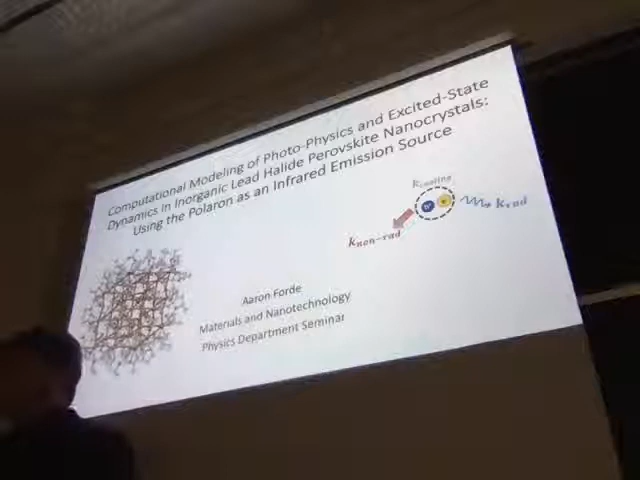 Computational Modeling of Photo-Physics and Excited-State
Dynamics in Inorganic Lead Halide Perovskite Nanocrystals:
Using the Polaron as an Infrared Emission Source
k_cooling
h⁺ e⁻ k_rad
k_non-rad
Aaron Forde
Materials and Nanotechnology
Physics Department Seminar